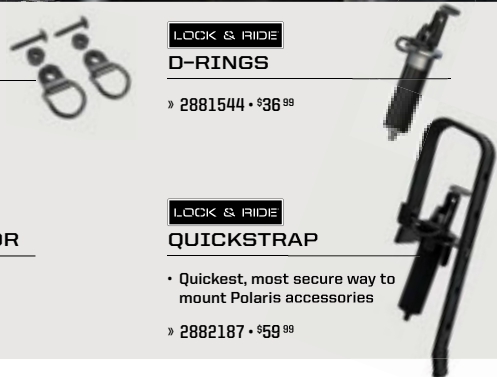 LOCK & RIDE
D-RINGS
» 2881544 • $36 99
LOCK & RIDE
OR
QUICKSTRAP
• Quickest, most secure way to
mount Polaris accessories
» 2882187 • $59 99